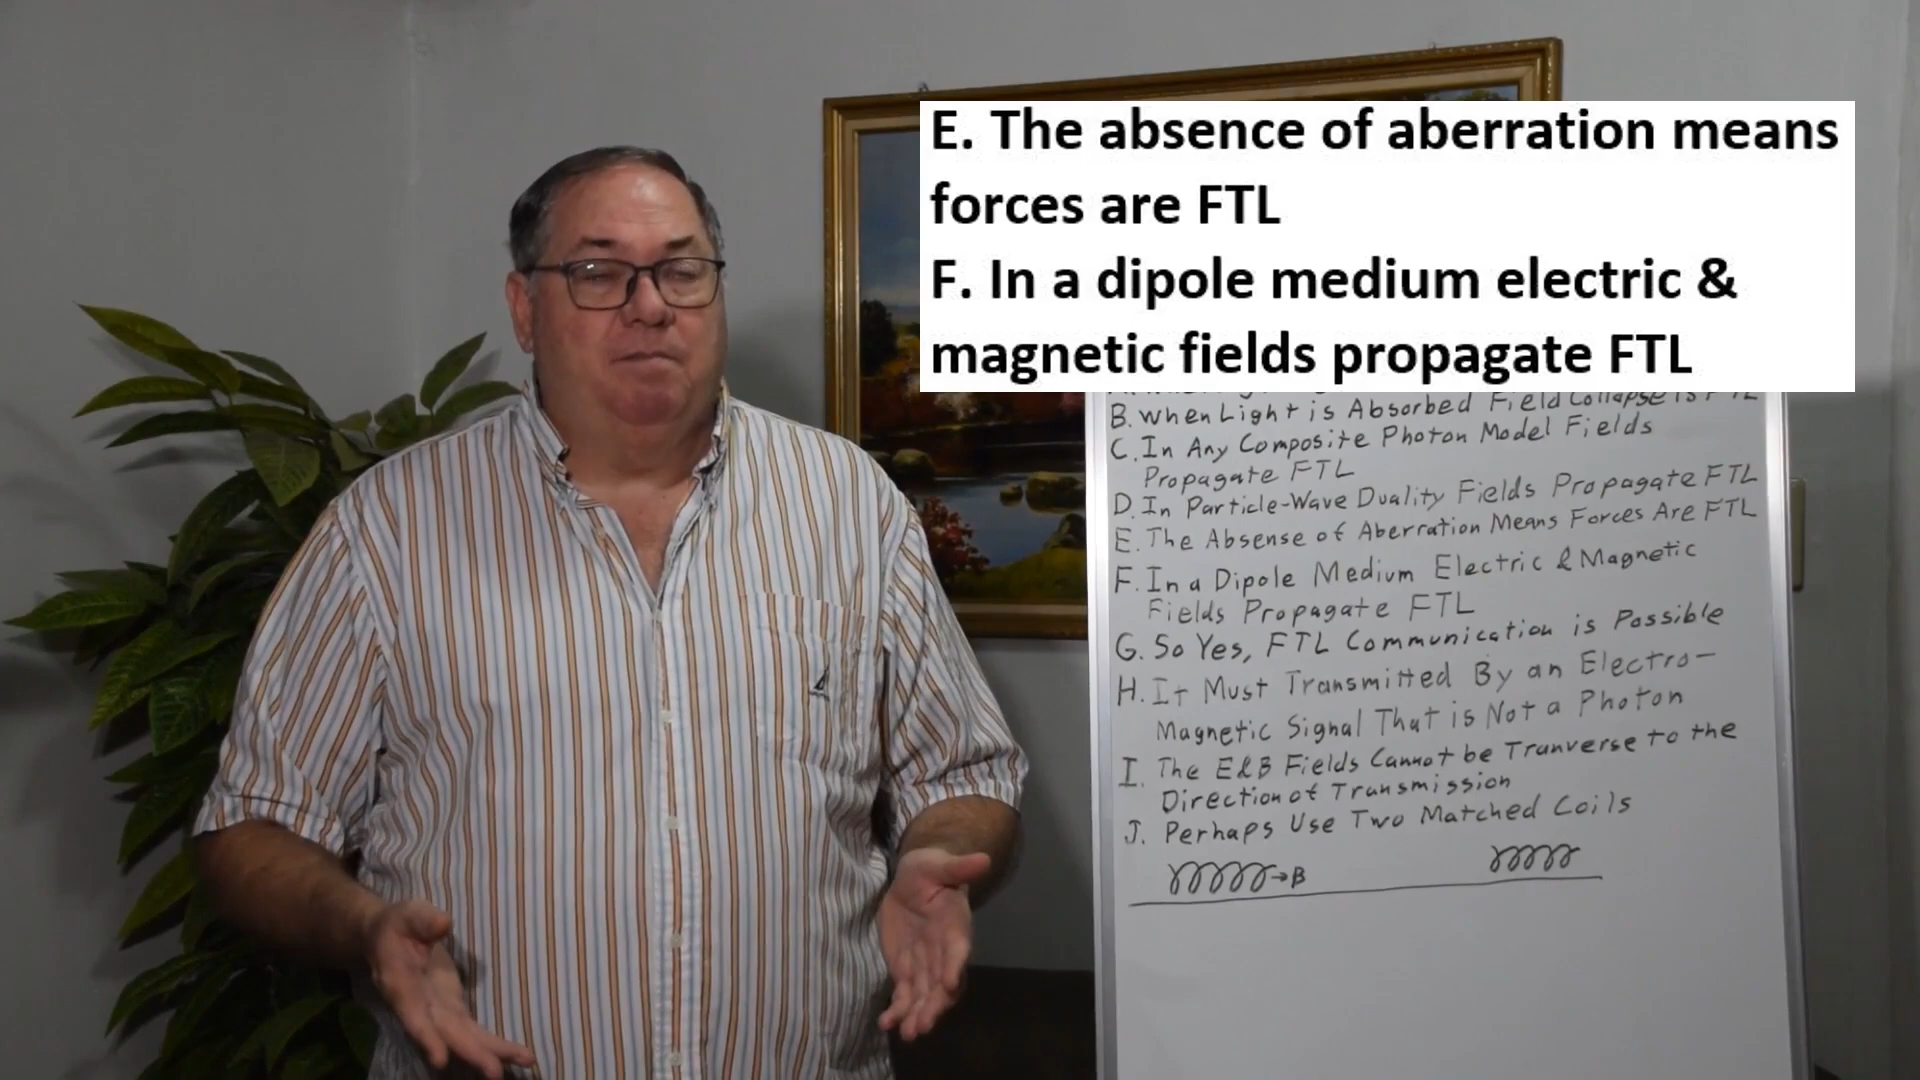 E. The absence of aberration means
forces are FTL
F. In a dipole medium electric &
magnetic fields propagate FTL
B. When Light is Absorbed Field Collapse is FTL
C. In Any Composite Photon Model Fields
Propagate FTL
D. In Particle-Wave Duality Fields Propagate FTL
E. The Absense of Aberration Means Forces Are FTL
F. In a Dipole Medium Electric & Magnetic
Fields Propagate FTL
G. So Yes, FTL Communication is Possible
H. It Must Transmitted By an Electro-
Magnetic Signal That is Not a Photon
I. The E&B Fields Cannot be Tranverse to the
Direction of Transmission
J. Perhaps Use Two Matched Coils
→B